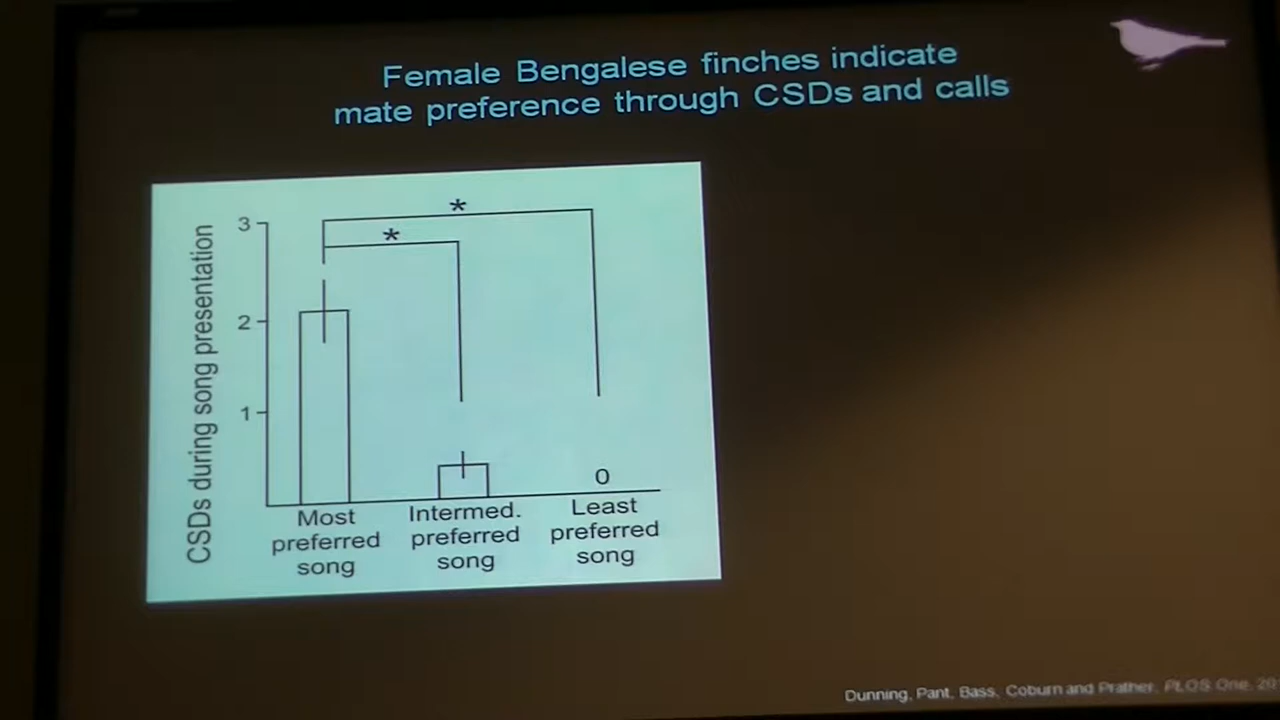 Female Bengalese finches indicate
mate preference through CSDs and calls
CSDs during song presentation
*
*
3
2
1
0
Most
preferred
song
Intermed.
preferred
song
Least
preferred
song
Dunning, Pant, Bass, Coburn and Prather. PLOS One.